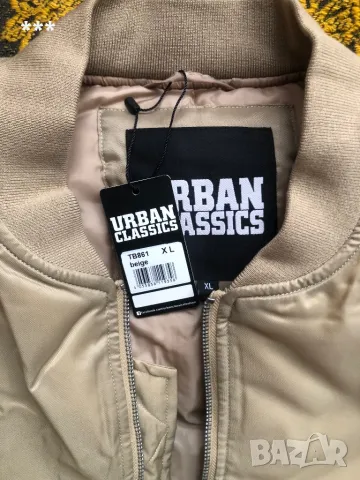 ***
URBAN
CLASSICS
XL
URBAN
CLASSICS
TB861 XL
beige
BAZAR